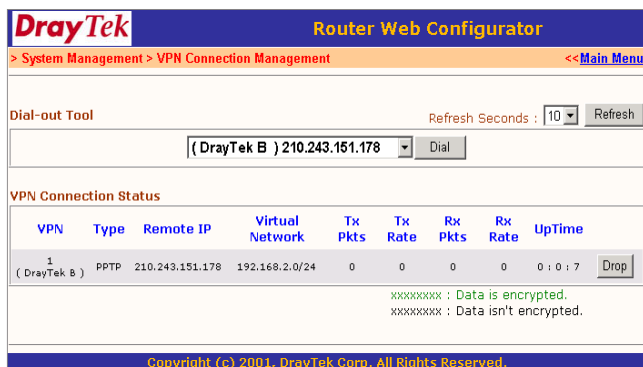 DrayTek
Router Web Configurator
> System Management > VPN Connection Management <<Main Menu
Dial-out Tool
Refresh Seconds : 10 Refresh
( DrayTek B ) 210.243.151.178 Dial
VPN Connection Status
VPN Type Remote IP Virtual Network Tx Pkts Tx Rate Rx Pkts Rx Rate UpTime
1 ( DrayTek B ) PPTP 210.243.151.178 192.168.2.0/24 0 0 0 0 0 : 0 : 7 Drop
xxxxxxxx : Data is encrypted.
xxxxxxxx : Data isn't encrypted.
Copyright (c) 2001, DrayTek Corp. All Rights Reserved.